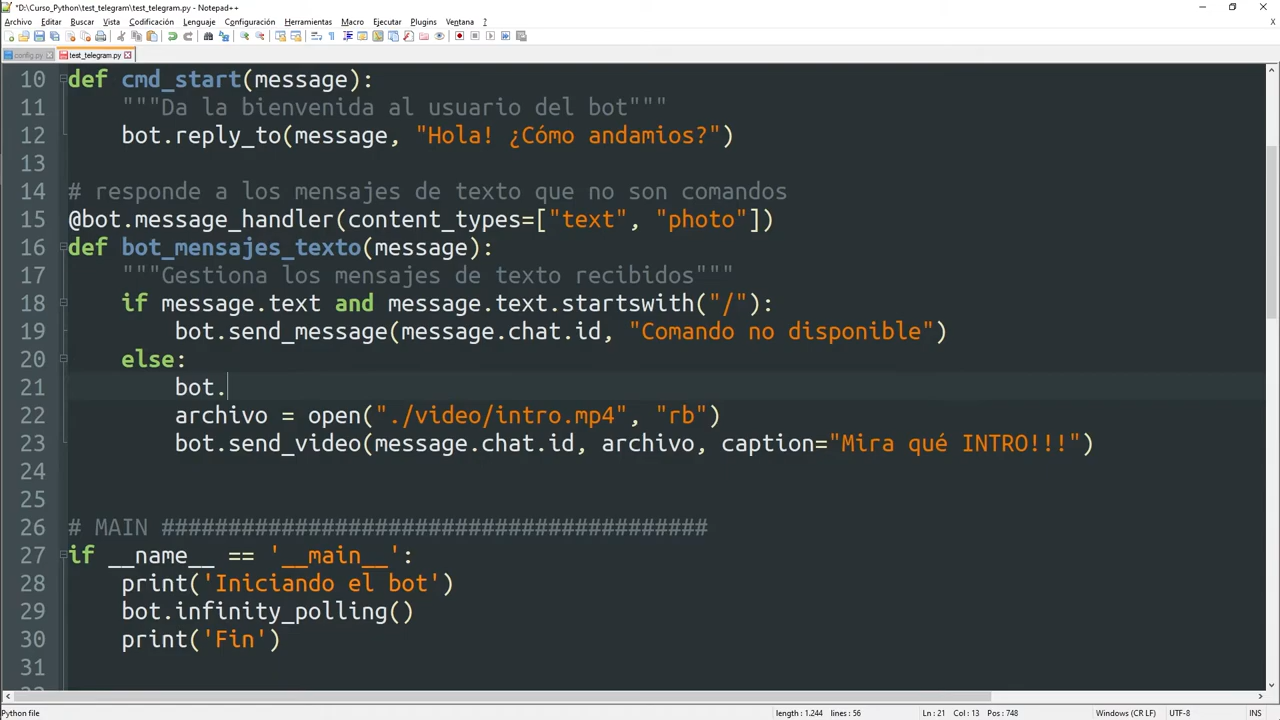 *D:\Curso_Python\test_telegram\test_telegram.py - Notepad++
Archivo Editar Buscar Vista Codificación Lenguaje Configuración Herramientas Macro Ejecutar Plugins Ventana ?
config.py test_telegram.py
10 def cmd_start(message):
11 """Da la bienvenida al usuario del bot"""
12 bot.reply_to(message, "Hola! ¿Cómo andamios?")
13
14 # responde a los mensajes de texto que no son comandos
15 @bot.message_handler(content_types=["text", "photo"])
16 def bot_mensajes_texto(message):
17 """Gestiona los mensajes de texto recibidos"""
18 if message.text and message.text.startswith("/"):
19 bot.send_message(message.chat.id, "Comando no disponible")
20 else:
21 bot.
22 archivo = open("./video/intro.mp4", "rb")
23 bot.send_video(message.chat.id, archivo, caption="Mira qué INTRO!!!")
24
25
26 # MAIN #########################################
27 if __name__ == '__main__':
28 print('Iniciando el bot')
29 bot.infinity_polling()
30 print('Fin')
31
Python file length : 1.244 lines : 56 Ln : 21 Col : 13 Pos : 748 Windows (CR LF) UTF-8 INS